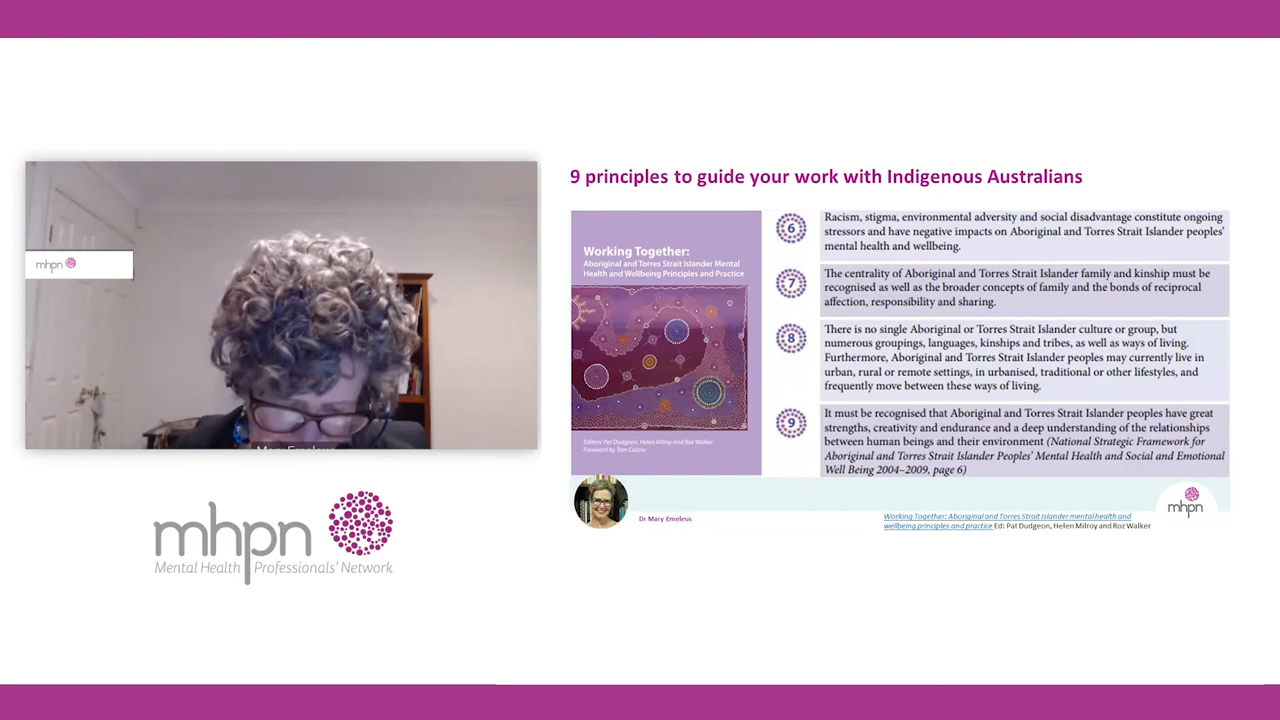 9 principles to guide your work with Indigenous Australians
mhpn
Mary Emeleus
mhpn
Mental Health Professionals' Network
Working Together:
Aboriginal and Torres Strait Islander Mental
Health and Wellbeing Principles and Practice
Editors: Pat Dudgeon, Helen Milroy and Roz Walker
Foreword by Tom Calma
6
Racism, stigma, environmental adversity and social disadvantage constitute ongoing
stressors and have negative impacts on Aboriginal and Torres Strait Islander peoples'
mental health and wellbeing.
7
The centrality of Aboriginal and Torres Strait Islander family and kinship must be
recognised as well as the broader concepts of family and the bonds of reciprocal
affection, responsibility and sharing.
8
There is no single Aboriginal or Torres Strait Islander culture or group, but
numerous groupings, languages, kinships and tribes, as well as ways of living.
Furthermore, Aboriginal and Torres Strait Islander peoples may currently live in
urban, rural or remote settings, in urbanised, traditional or other lifestyles, and
frequently move between these ways of living.
9
It must be recognised that Aboriginal and Torres Strait Islander peoples have great
strengths, creativity and endurance and a deep understanding of the relationships
between human beings and their environment (National Strategic Framework for
Aboriginal and Torres Strait Islander Peoples' Mental Health and Social and Emotional
Well Being 2004–2009, page 6)
Dr Mary Emeleus
Working Together: Aboriginal and Torres Strait Islander mental health and
wellbeing principles and practice Ed: Pat Dudgeon, Helen Milroy and Roz Walker
mhpn